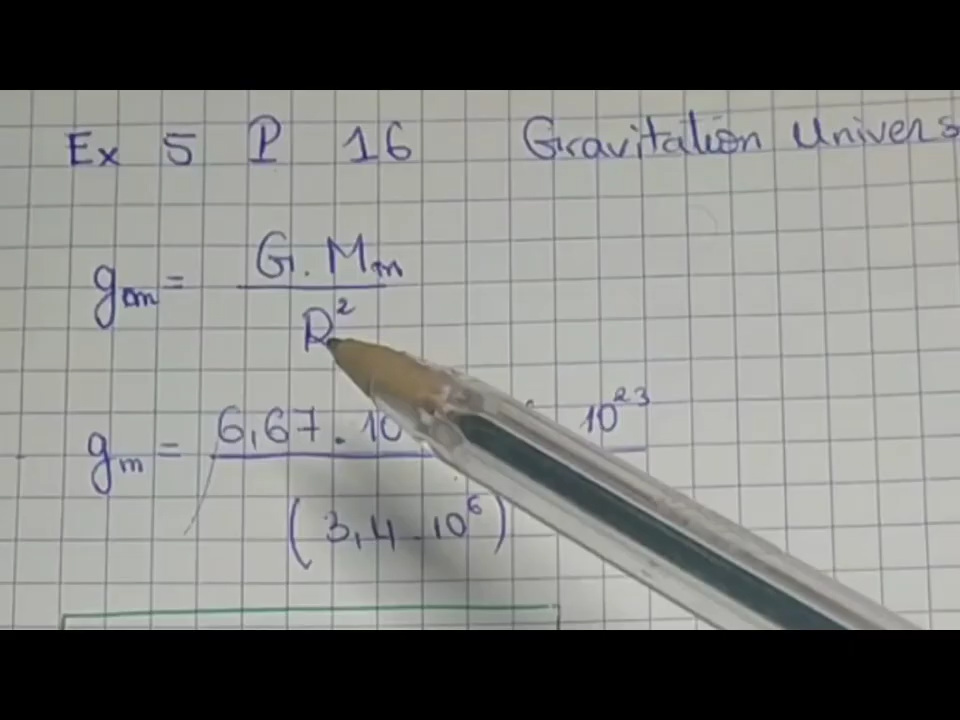 Ex 5 P 16 Gravitation Univers
gm = G. Mm
R²
gm = 6,67 . 10 10²³
(3,4 . 10⁶)